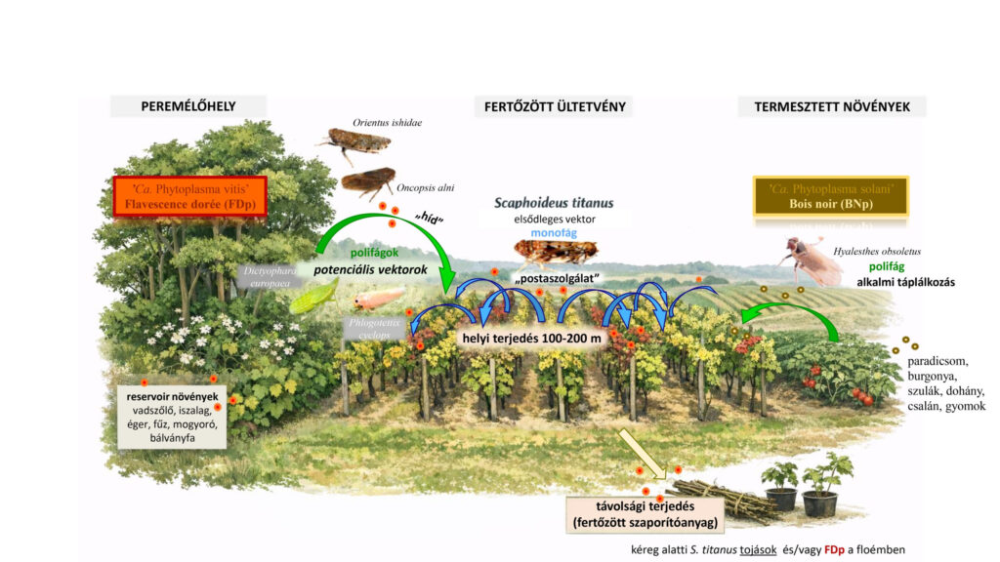 PEREMÉLŐHELY
FERTŐZÖTT ÜLTETVÉNY
TERMESZTETT NÖVÉNYEK
Orientus ishidae
Oncopsis alni
'Ca. Phytoplasma vitis'
Flavescence dorée (FDp)
„híd”
polifágok
potenciális vektorok
Dictyophara
europaea
Phlogotettix
cyclops
Scaphoideus titanus
elsődleges vektor
monofág
„postaszolgálat”
helyi terjedés 100-200 m
'Ca. Phytoplasma solani'
Bois noir (BNp)
Hyalesthes obsoletus
polifág
alkalmi táplálkozás
paradicsom,
burgonya,
szulák, dohány,
csalán, gyomok
reservoir növények
vadszőlő, iszalag,
éger, fűz, mogyoró,
bálványfa
távolsági terjedés
(fertőzött szaporítóanyag)
kéreg alatti S. titanus tojások és/vagy FDp a floémben